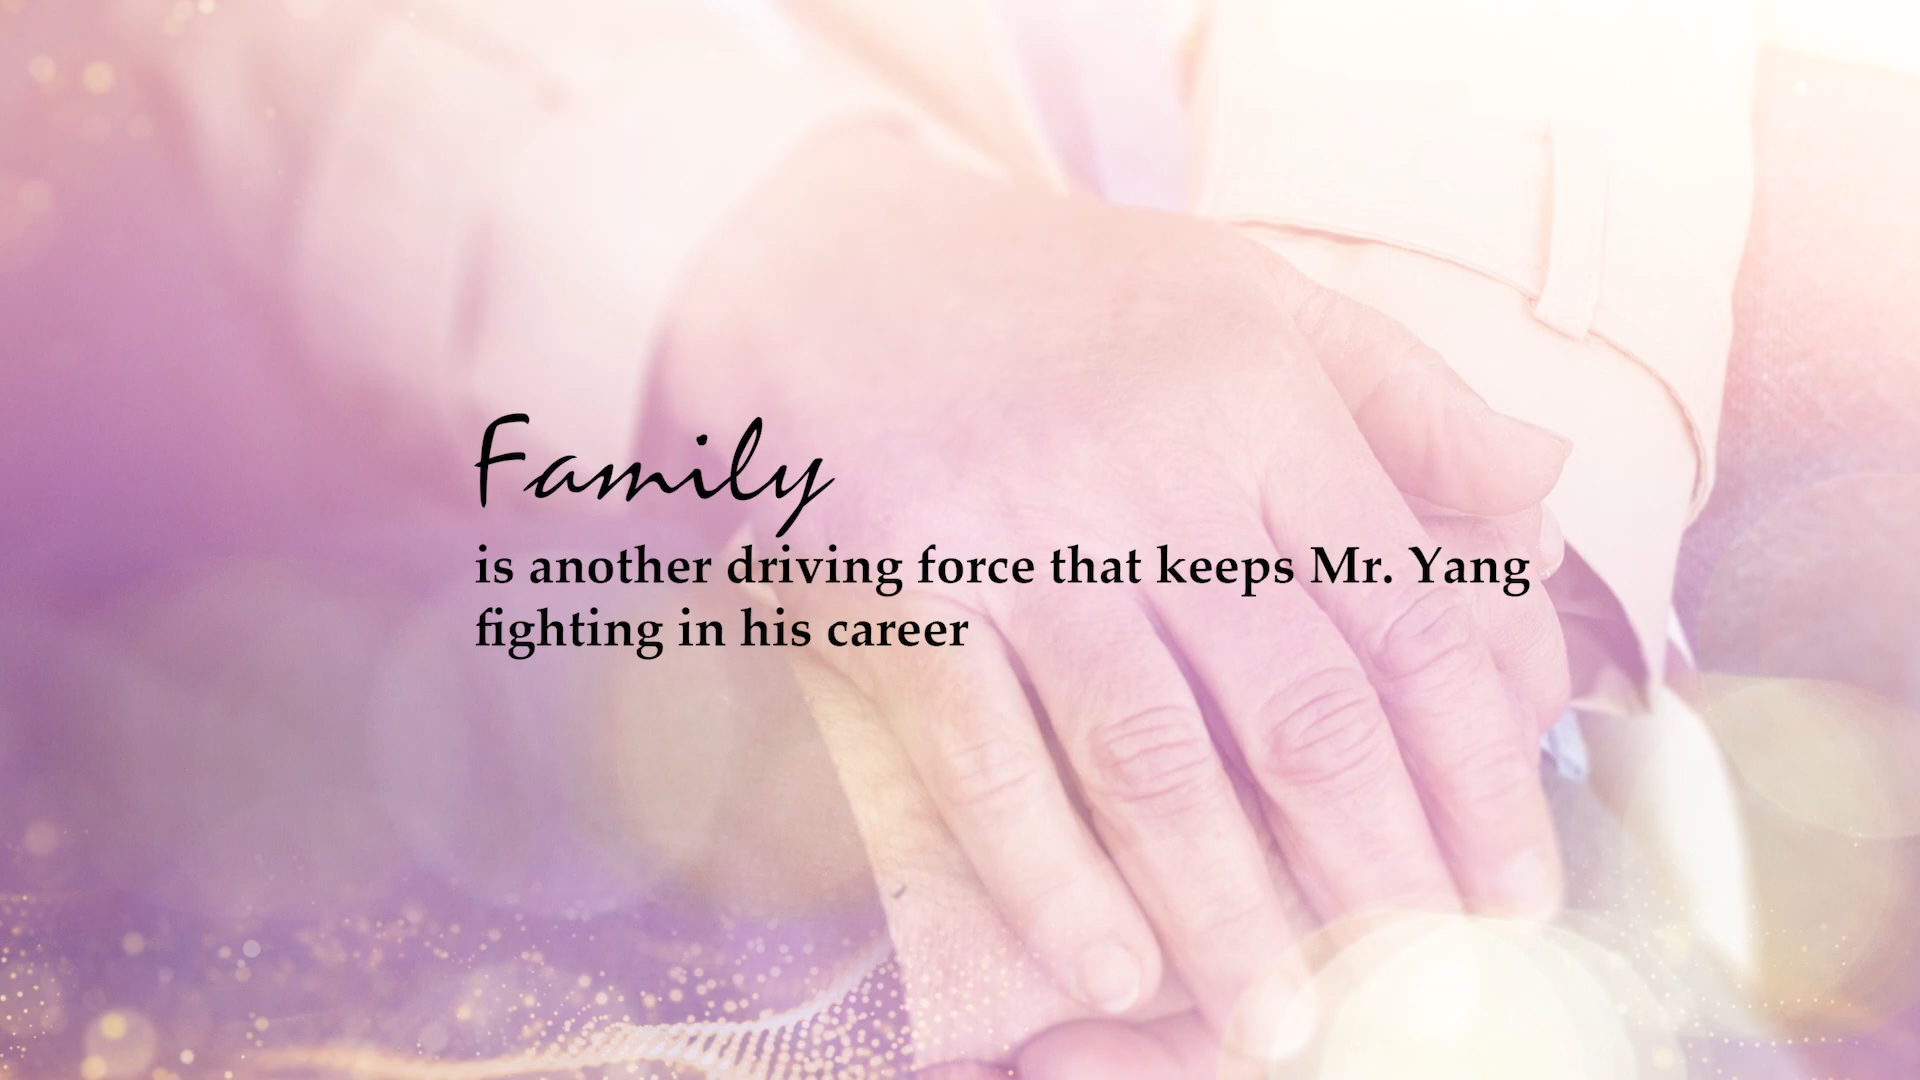 Family
is another driving force that keeps Mr. Yang
fighting in his career